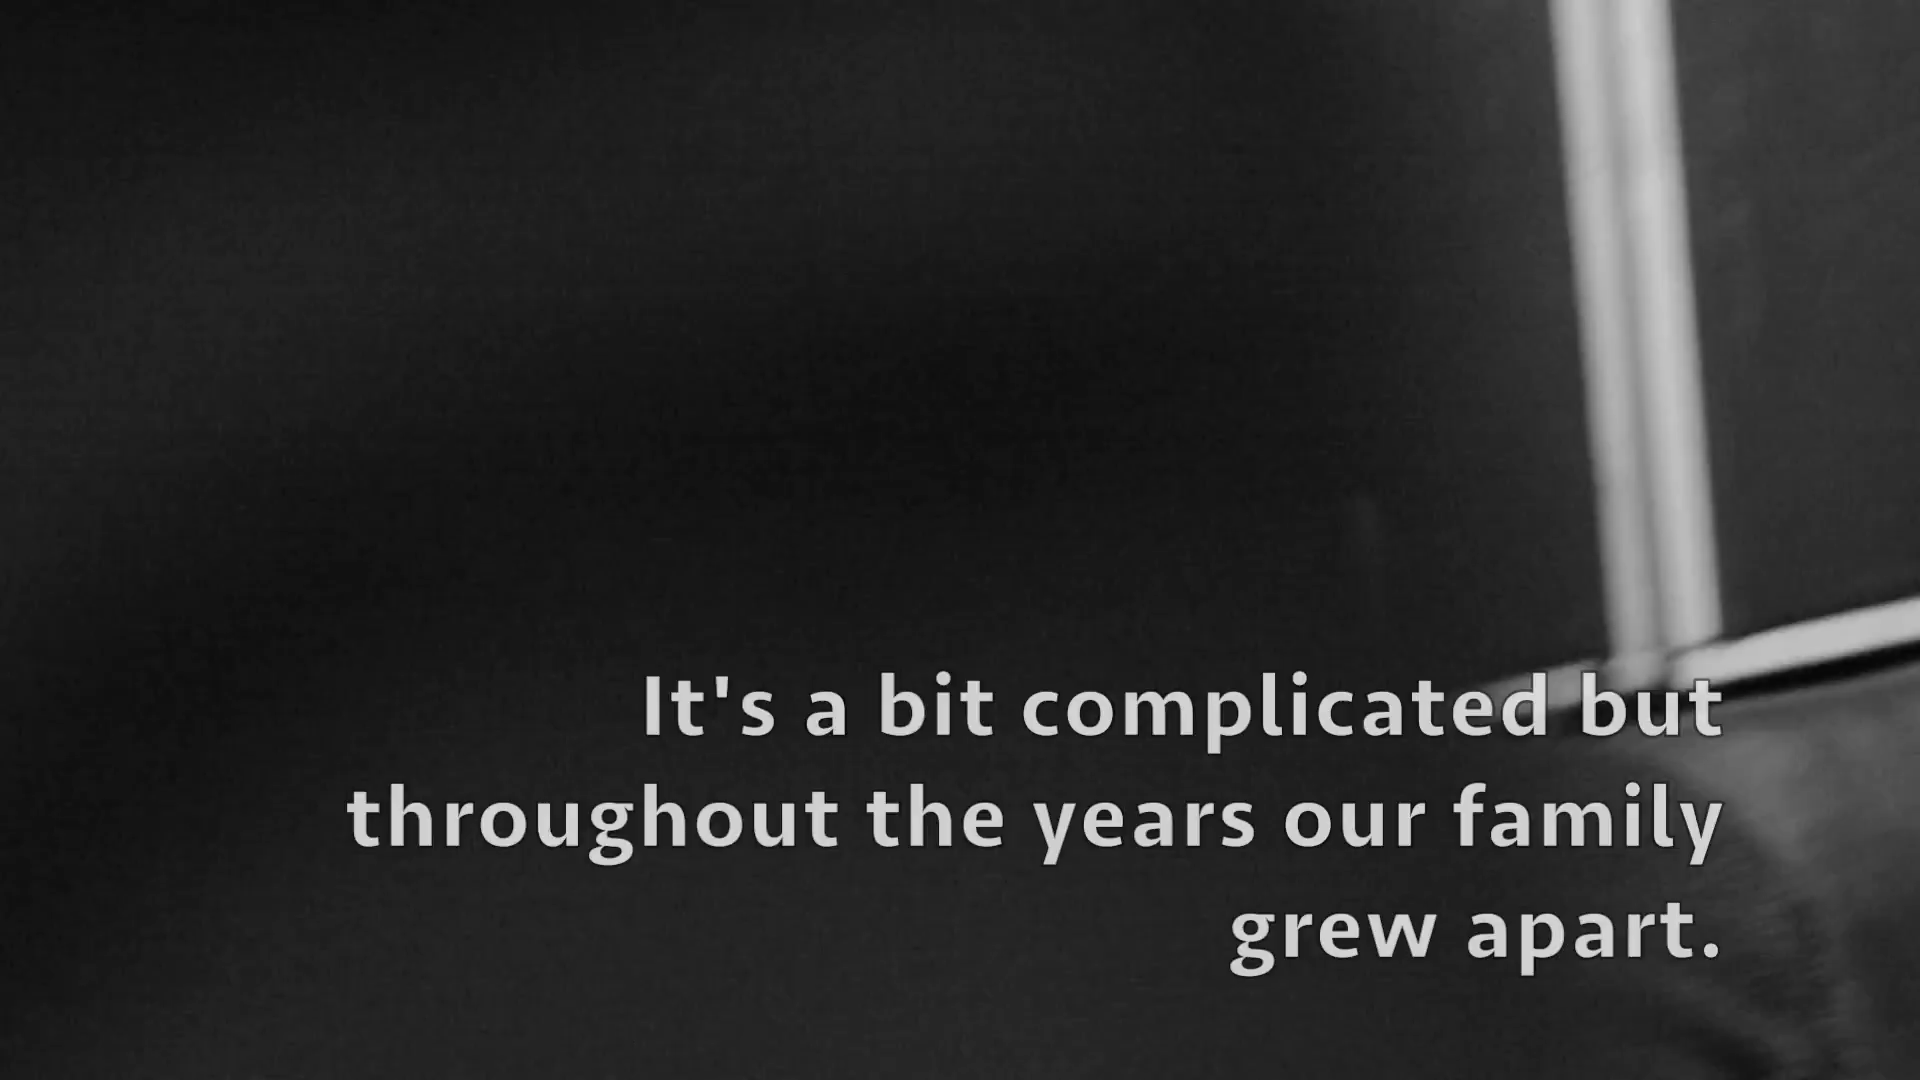 It's a bit complicated but
throughout the years our family
grew apart.